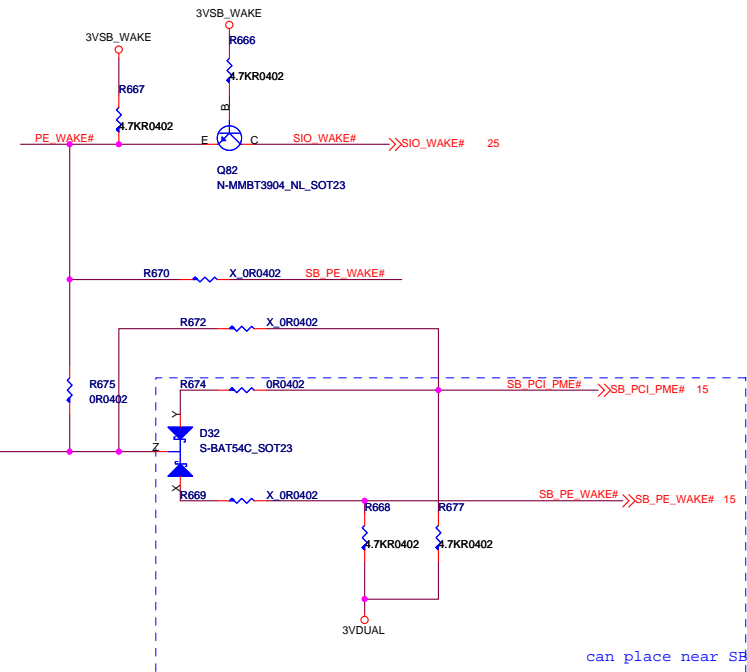 3VSB_WAKE
3VSB_WAKE
R666
4.7KR0402
R667
4.7KR0402
B
PE_WAKE#
E
C
SIO_WAKE#
SIO_WAKE# 25
Q82
N-MMBT3904_NL_SOT23
R670
X_0R0402
SB_PE_WAKE#
R672
X_0R0402
R675
0R0402
R674
0R0402
SB_PCI_PME#
SB_PCI_PME# 15
Y
D32
S-BAT54C_SOT23
Z
X
R669
X_0R0402
SB_PE_WAKE#
SB_PE_WAKE# 15
R668
4.7KR0402
R677
4.7KR0402
3VDUAL
can place near SB